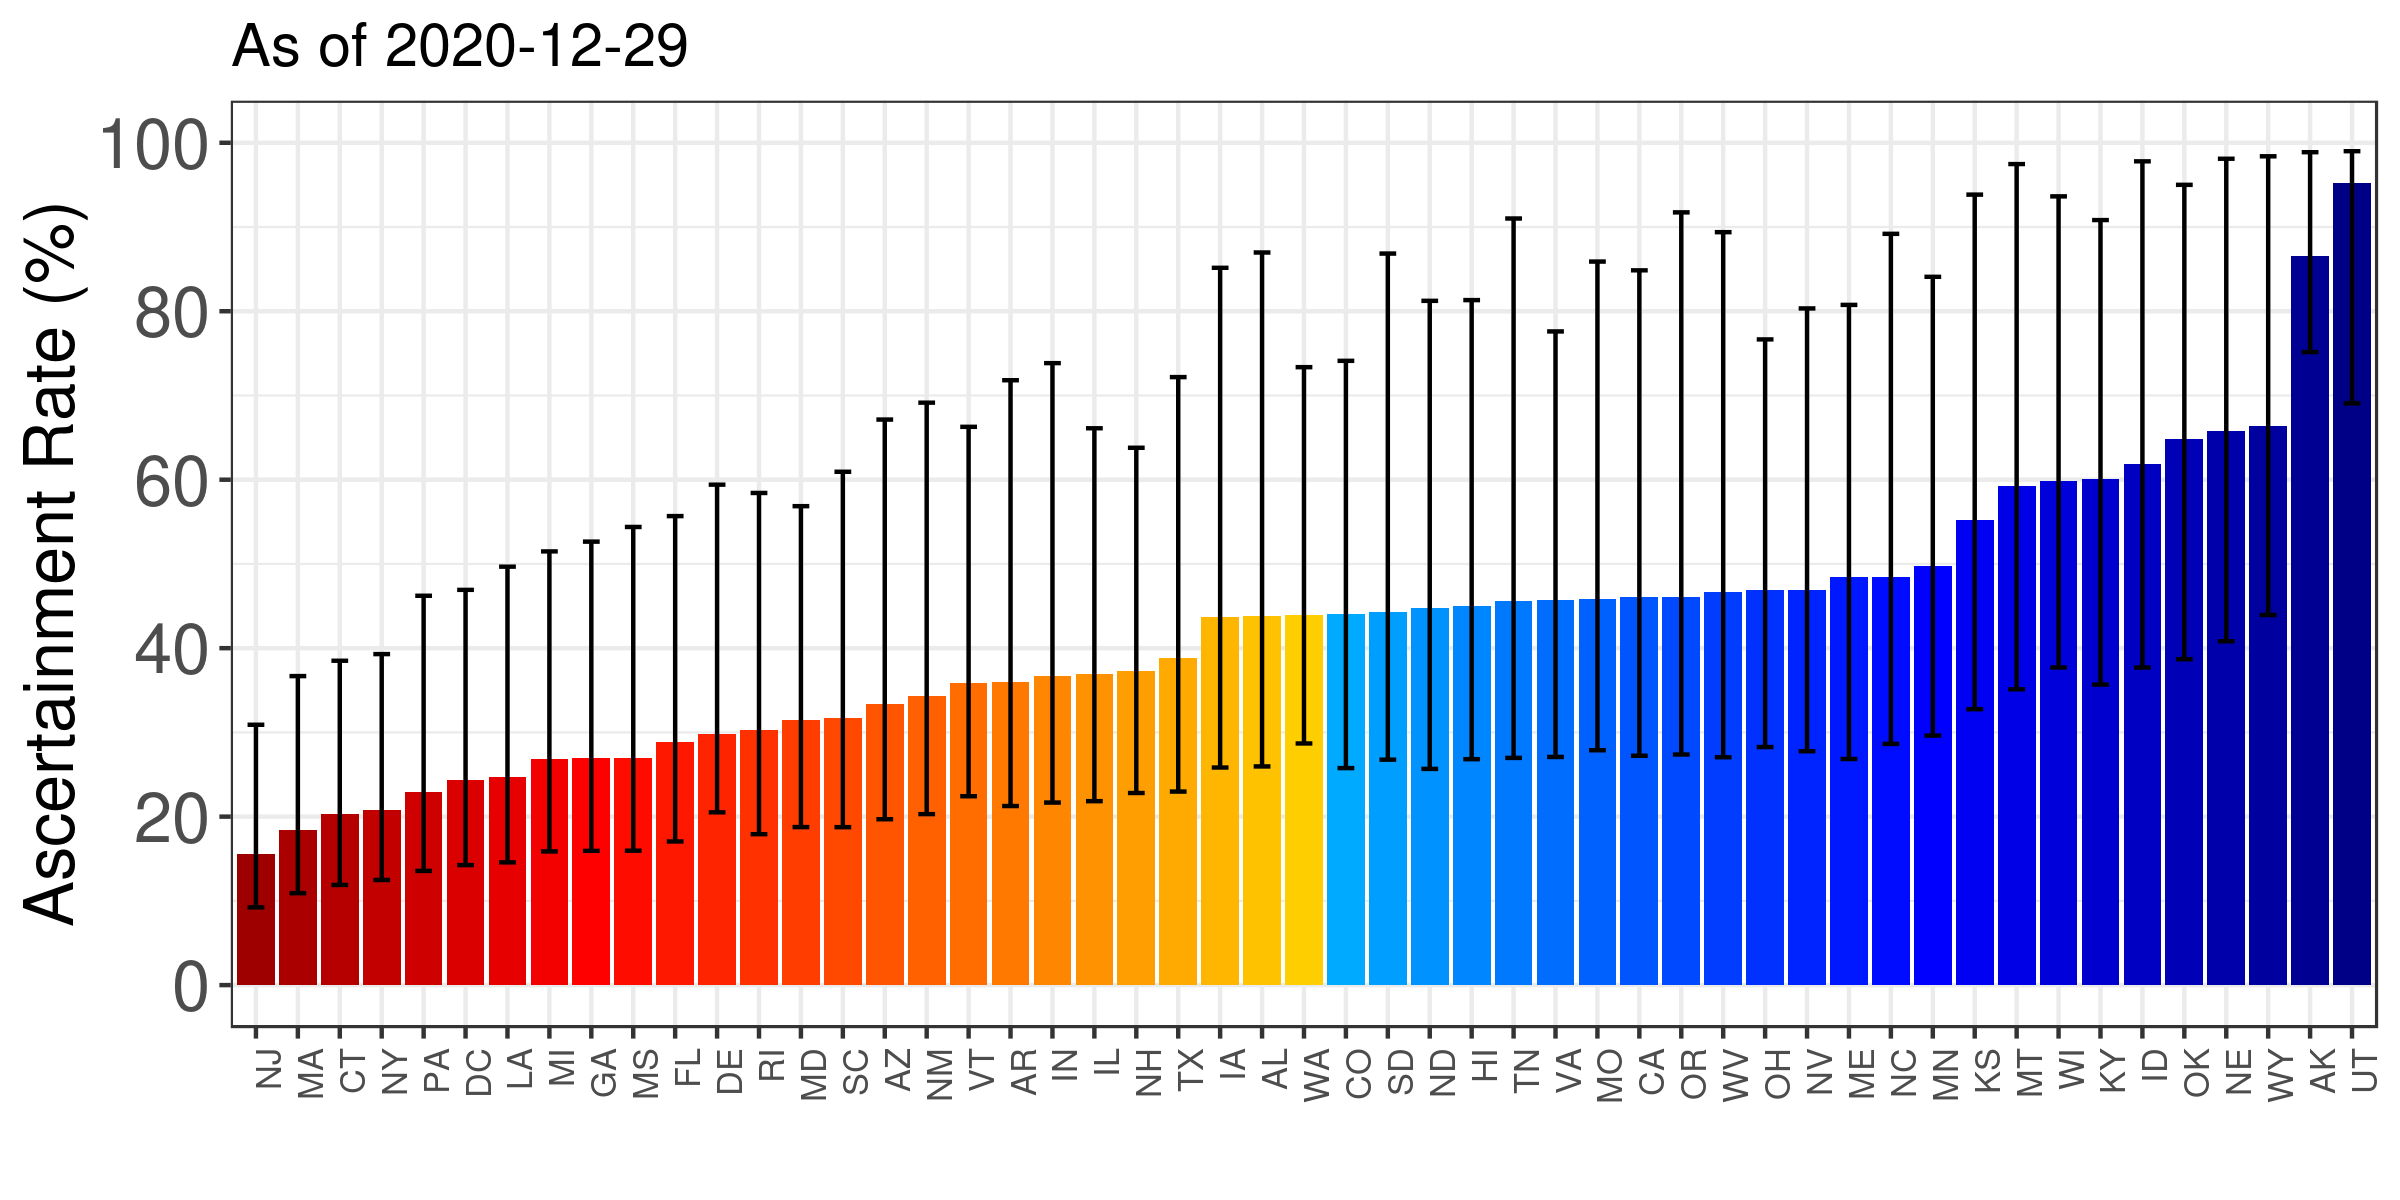 As of 2020-12-29
Ascertainment Rate (%)
100
80
60
40
20
0
NJ
MA
CT
NY
PA
DC
LA
MI
GA
MS
FL
DE
RI
MD
SC
AZ
NM
VT
AR
IN
IL
NH
TX
IA
AL
WA
CO
SD
ND
HI
TN
VA
MO
CA
OR
WV
OH
NV
ME
NC
MN
KS
MT
WI
KY
ID
OK
NE
WY
AK
UT